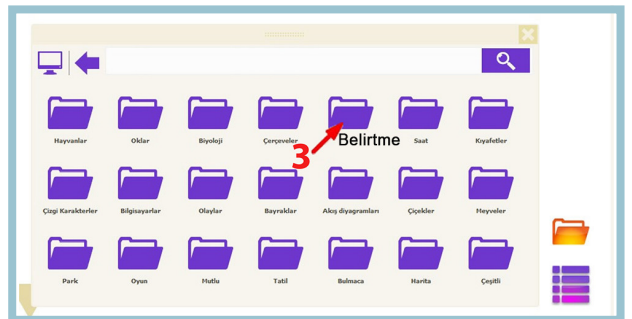 Hayvanlar Oklar Biyoloji Çerçeveler Belirtme Saat Kıyafetler
3
Çizgi Karakterler Bilgisayarlar Olaylar Bayraklar Akış diyagramları Çiçekler Meyveler
Park Oyun Mutlu Tatil Bulmaca Harita Çeşitli